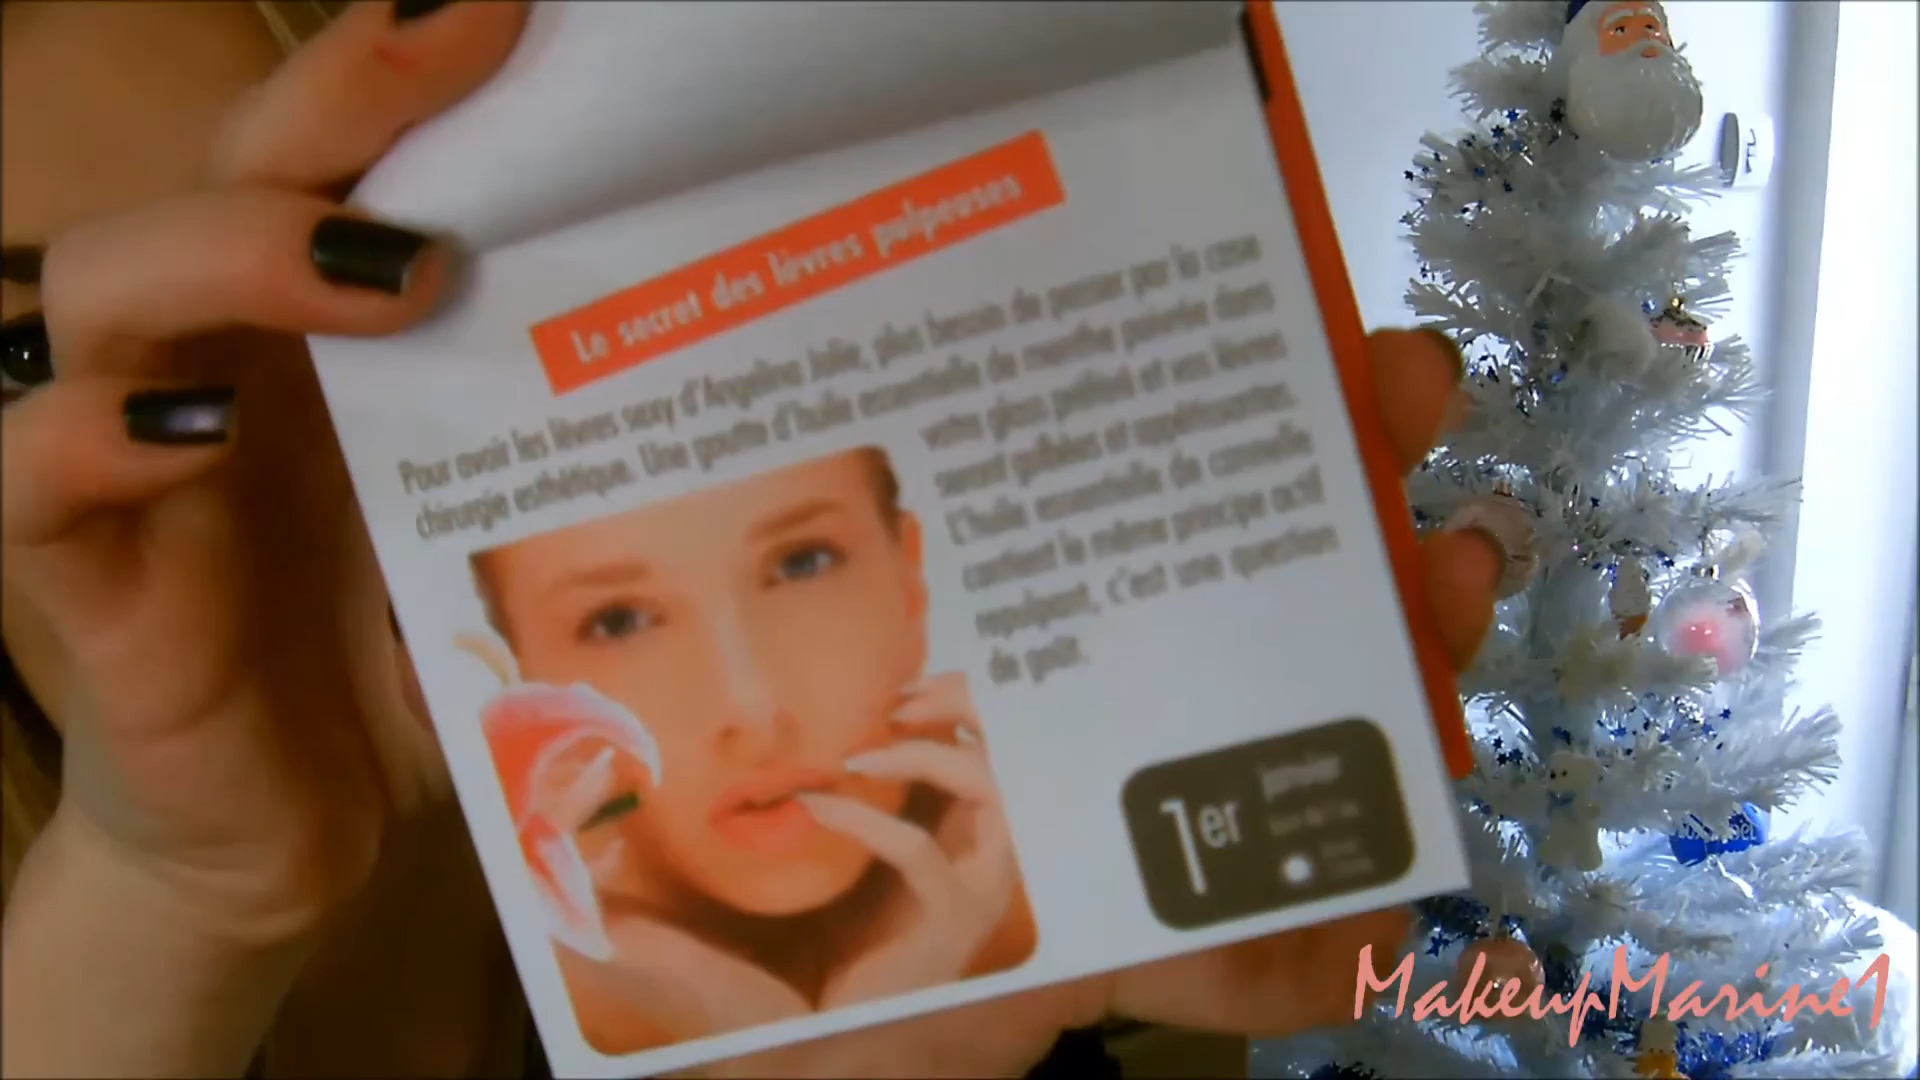 Le secret des lèvres pulpeuses
Pour avoir les lèvres sexy d'Angelina Jolie, plus besoin de passer par la case
chirurgie esthétique. Une goutte d'huile essentielle de menthe poivrée dans
votre gloss préféré et vos lèvres
seront gonflées et appétissantes.
L'huile essentielle de cannelle
contient le même principe actif
repulpant, c'est une question
de goût.
1er janvier
MakeupMarine1